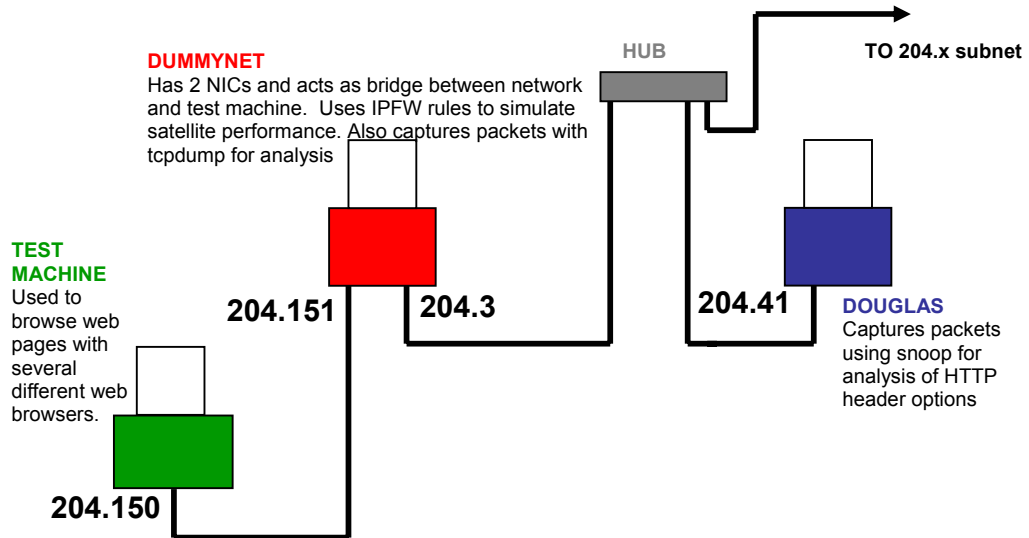 DUMMYNET
Has 2 NICs and acts as bridge between network
and test machine.  Uses IPFW rules to simulate
satellite performance. Also captures packets with
tcpdump for analysis
HUB
TO 204.x subnet
TEST
MACHINE
Used to
browse web
pages with
several
different web
browsers.
204.151
204.3
204.41
DOUGLAS
Captures packets
using snoop for
analysis of HTTP
header options
204.150